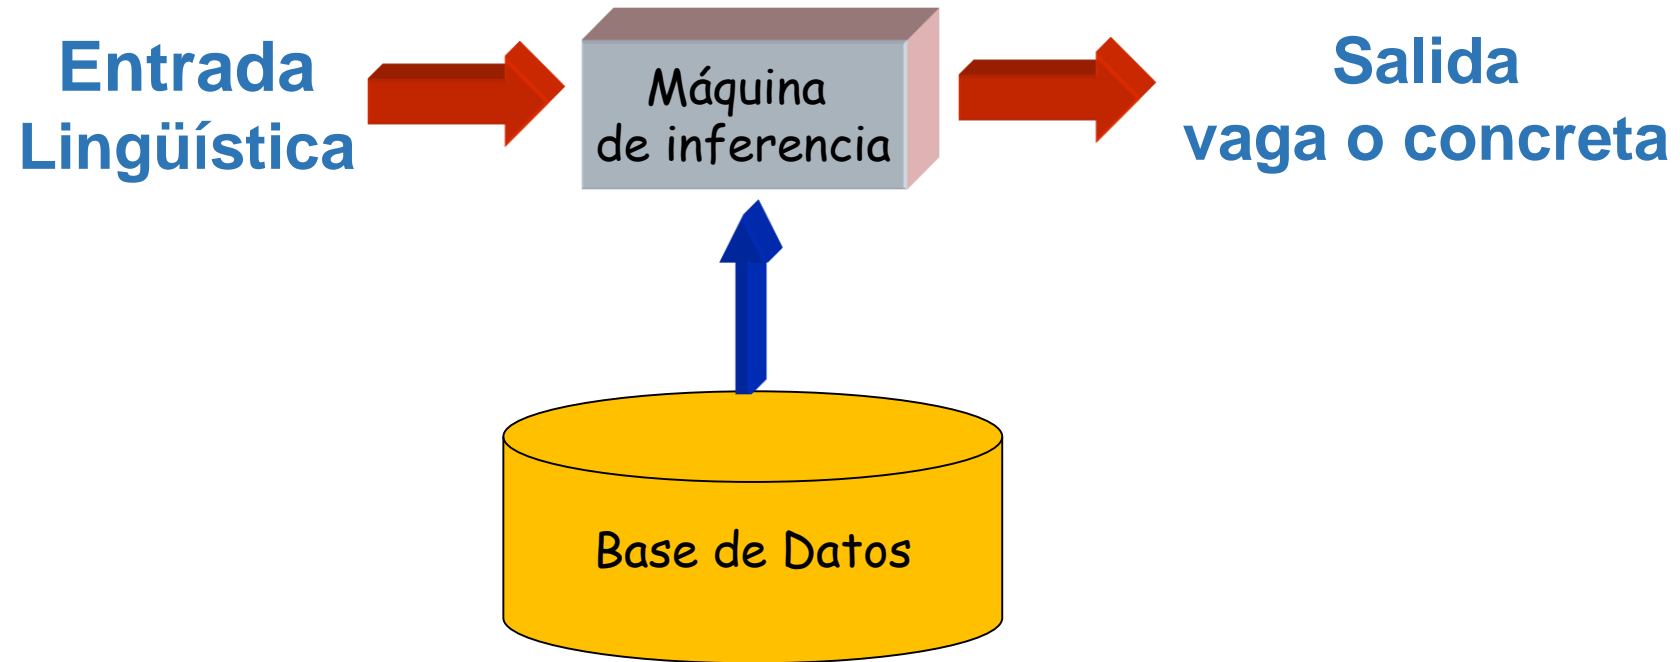 Entrada
Lingüística
Máquina
de inferencia
Salida
vaga o concreta
Base de Datos